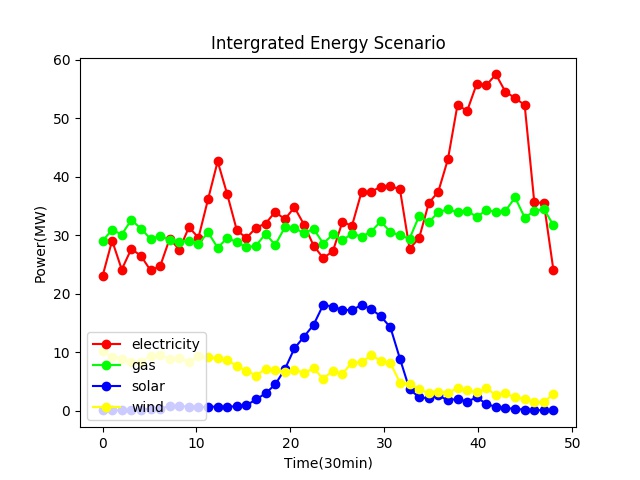 Intergrated Energy Scenario
Power(MW)
60
50
40
30
20
10
0
electricity
gas
solar
wind
0 10 20 30 40 50
Time(30min)